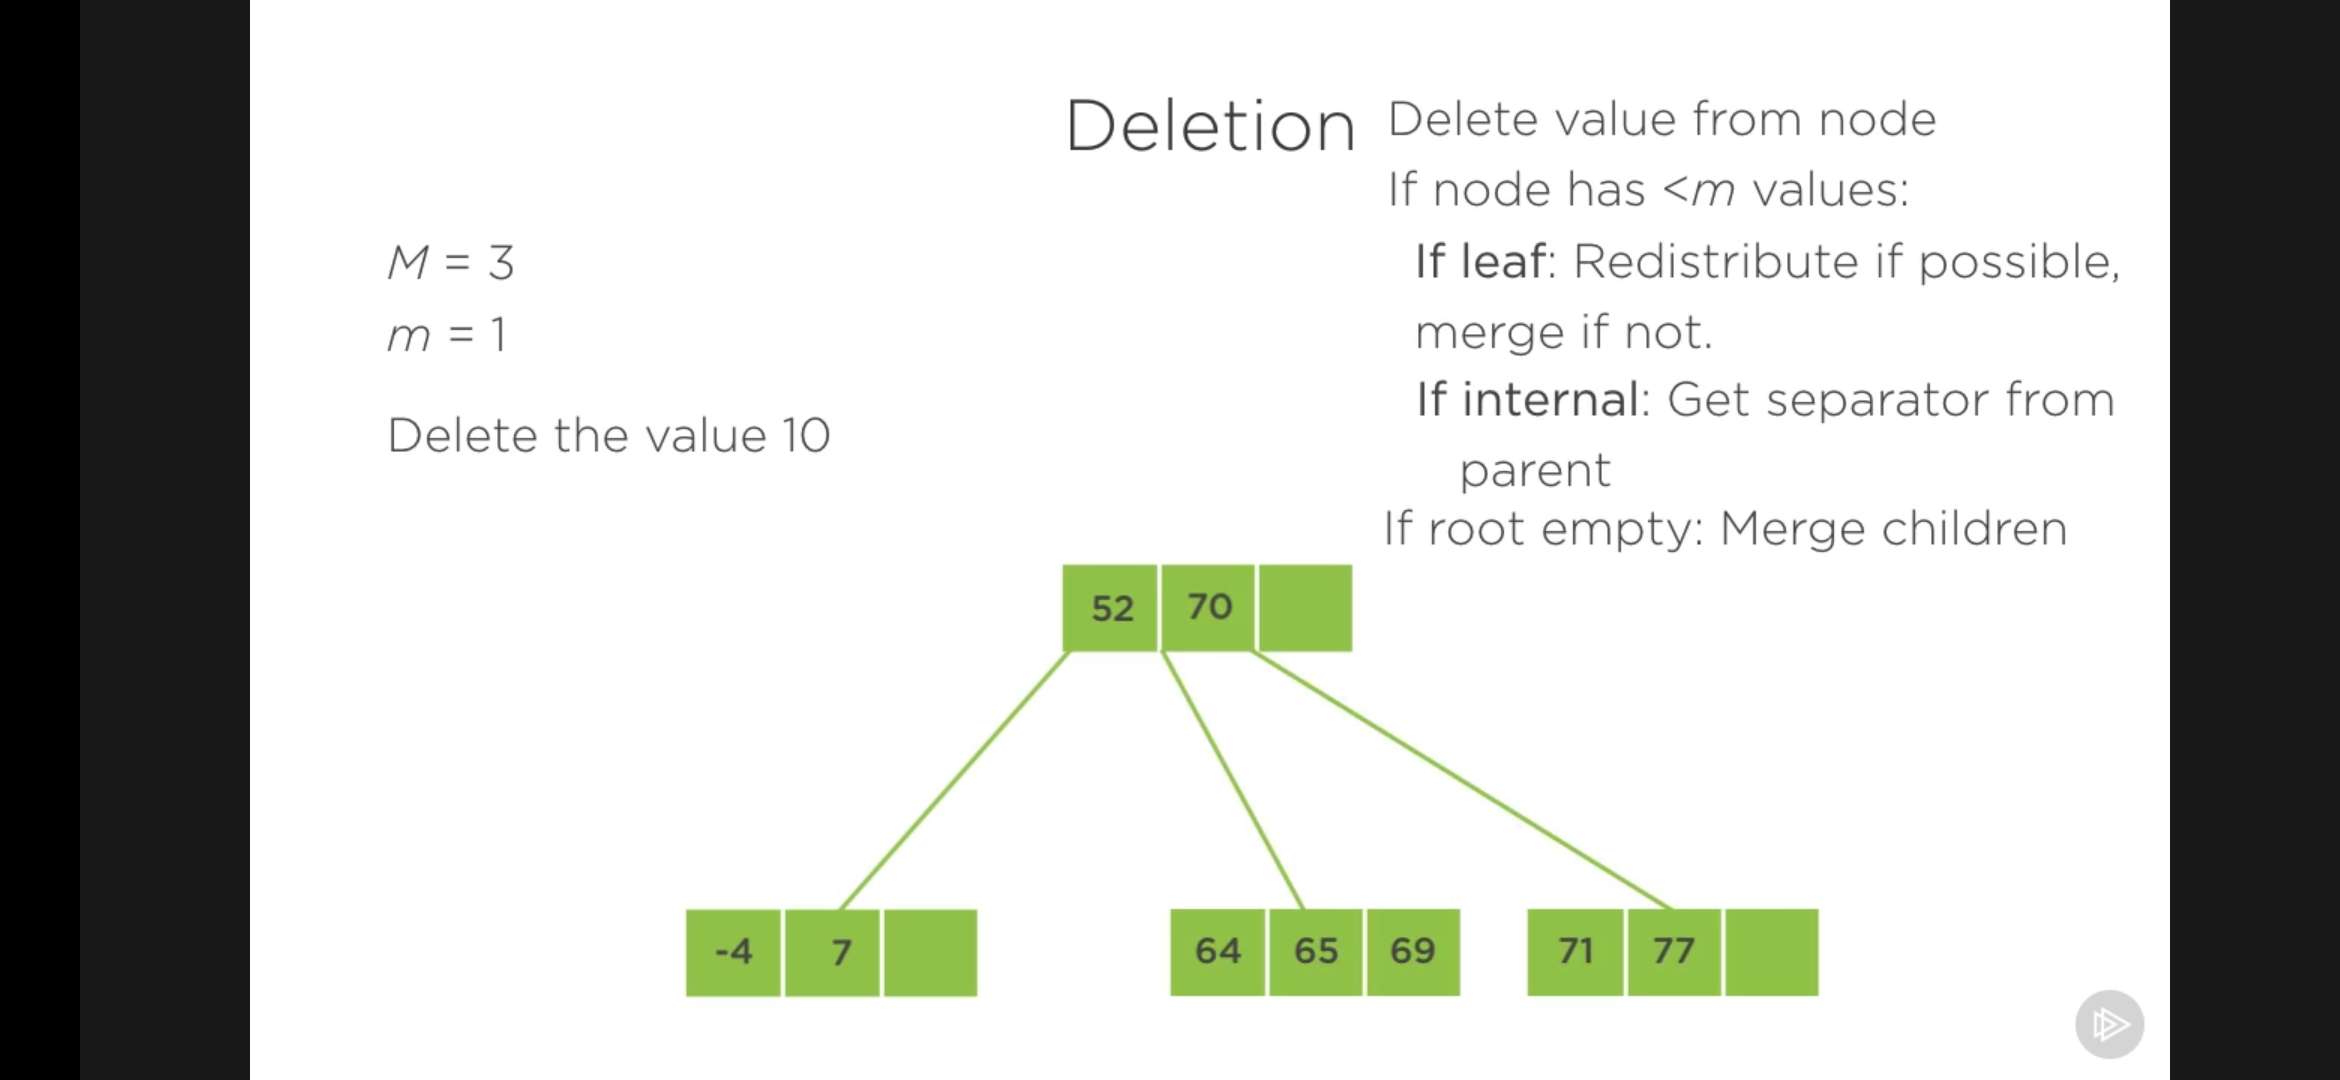 Deletion
Delete value from node
If node has <m values:
If leaf: Redistribute if possible,
merge if not.
If internal: Get separator from
parent
If root empty: Merge children
M = 3
m = 1
Delete the value 10
52 70
-4 7
64 65 69
71 77